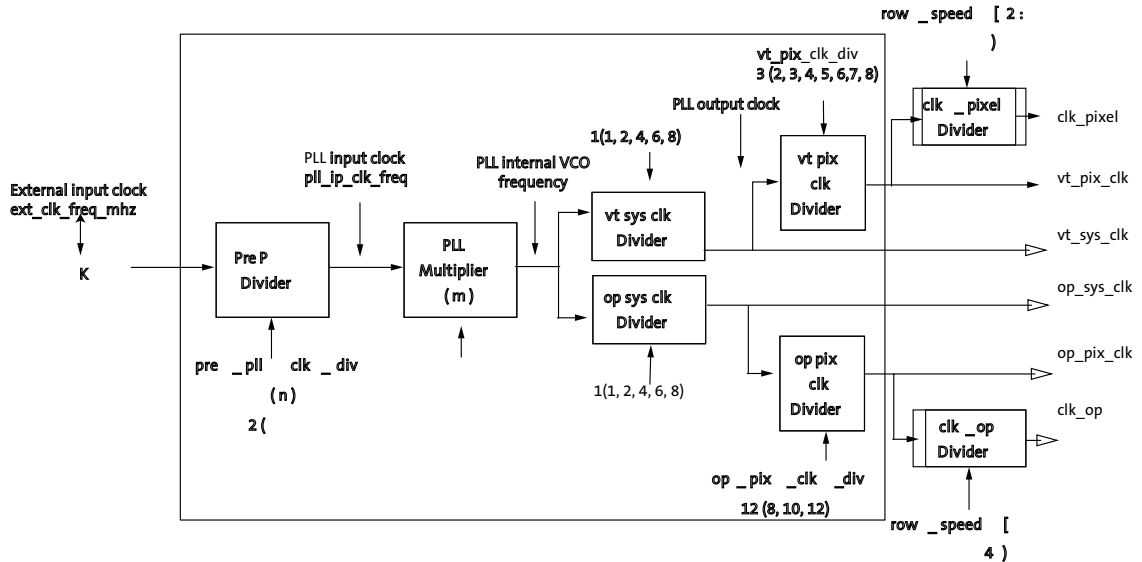 row _speed [ 2:
)
vt_pix_clk_div
3 (2, 3, 4, 5, 6,7, 8)
PLL output clock
clk _pixel
Divider
clk_pixel
1(1, 2, 4, 6, 8)
PLL input clock
pll_ip_clk_freq
PLL internal VCO
frequency
vt pix
clk
Divider
vt_pix_clk
External input clock
ext_clk_freq_mhz
vt sys clk
Divider
vt_sys_clk
K
Pre P
Divider
PLL
Multiplier
(m)
op sys clk
Divider
op_sys_clk
pre _pll clk _div
(n)
2 (
1(1, 2, 4, 6, 8)
op pix
clk
Divider
op_pix_clk
clk_op
clk _op
Divider
op _pix _clk _div
12 (8, 10, 12)
row _speed [
4 )